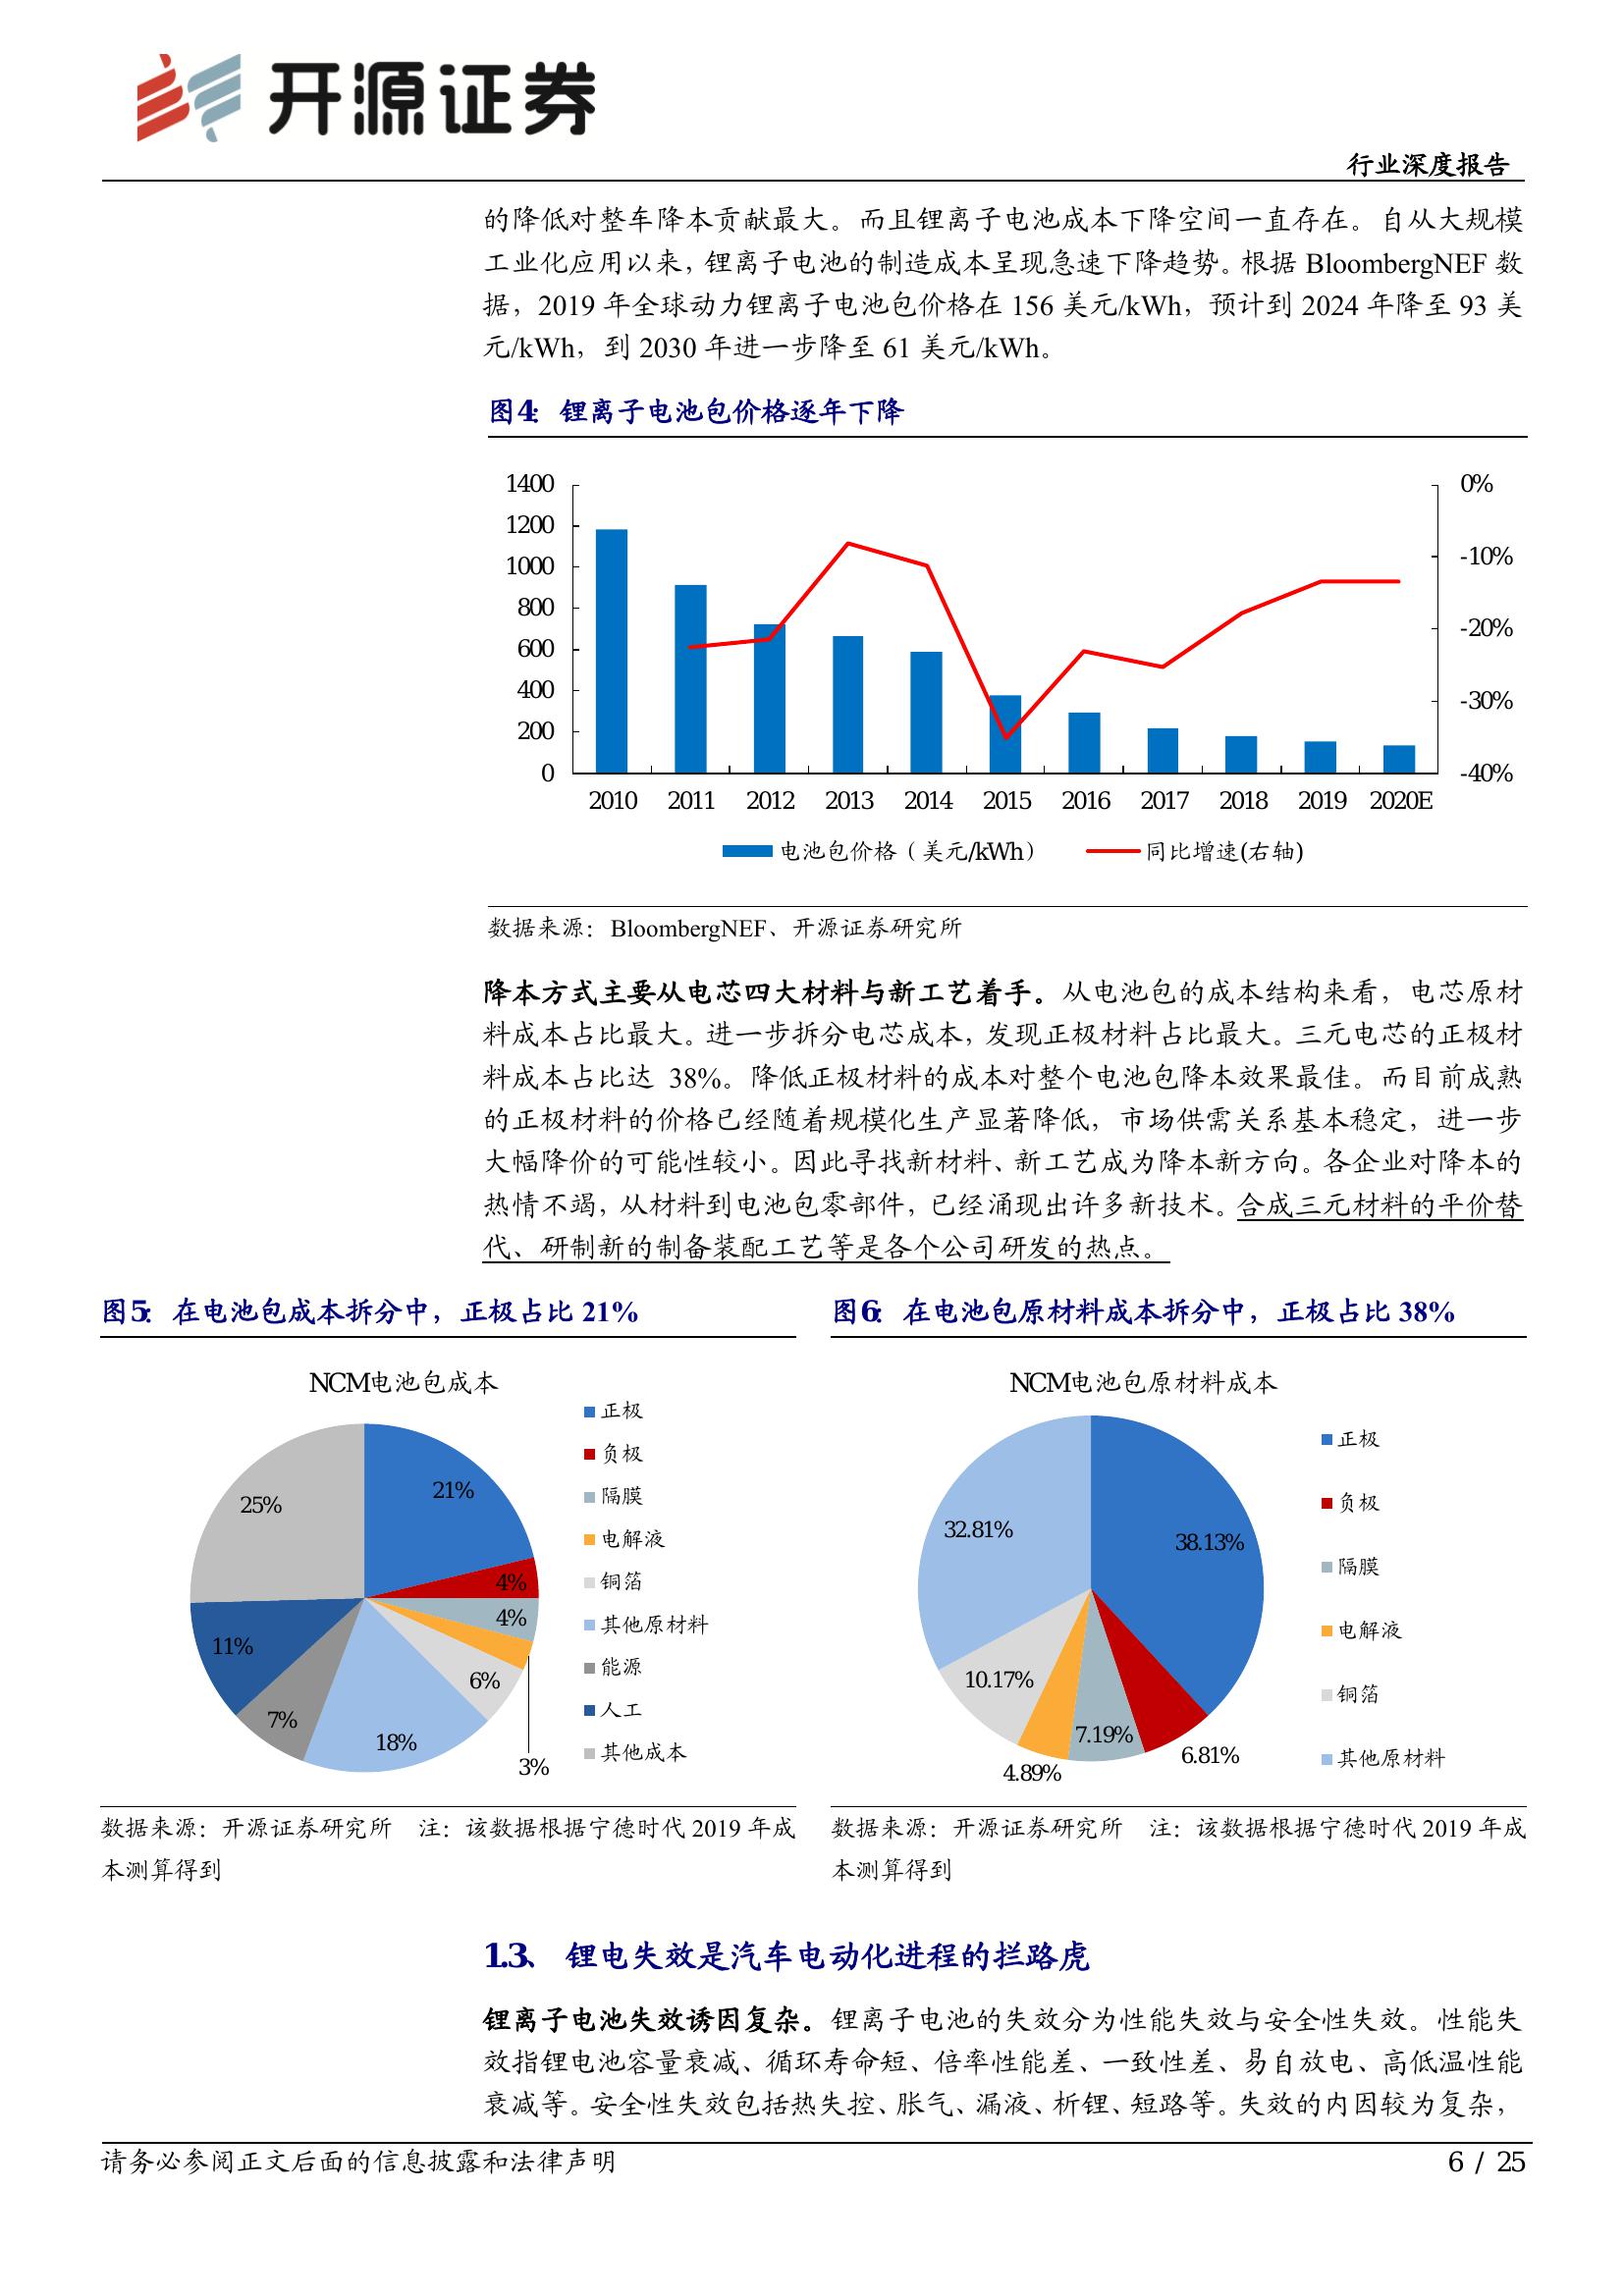 开源证券
行业深度报告
的降低对整车降本贡献最大。而且锂离子电池成本下降空间一直存在。自从大规模
工业化应用以来，锂离子电池的制造成本呈现急速下降趋势。根据 BloombergNEF 数
据，2019 年全球动力锂离子电池包价格在 156 美元/kWh，预计到 2024 年降至 93 美
元/kWh，到 2030 年进一步降至 61 美元/kWh。
图4： 锂离子电池包价格逐年下降
1400
1200
1000
800
600
400
200
0
0%
-10%
-20%
-30%
-40%
2010 2011 2012 2013 2014 2015 2016 2017 2018 2019 2020E
电池包价格（美元/kWh） 同比增速(右轴)
数据来源：BloombergNEF、开源证券研究所
降本方式主要从电芯四大材料与新工艺着手。从电池包的成本结构来看，电芯原材
料成本占比最大。进一步拆分电芯成本，发现正极材料占比最大。三元电芯的正极材
料成本占比达 38%。降低正极材料的成本对整个电池包降本效果最佳。而目前成熟
的正极材料的价格已经随着规模化生产显著降低，市场供需关系基本稳定，进一步
大幅降价的可能性较小。因此寻找新材料、新工艺成为降本新方向。各企业对降本的
热情不竭，从材料到电池包零部件，已经涌现出许多新技术。合成三元材料的平价替
代、研制新的制备装配工艺等是各个公司研发的热点。
图5： 在电池包成本拆分中，正极占比 21%
NCM电池包成本
21%
4%
4%
3%
6%
18%
7%
11%
25%
正极
负极
隔膜
电解液
铜箔
其他原材料
能源
人工
其他成本
数据来源：开源证券研究所 注：该数据根据宁德时代 2019 年成
本测算得到
图6： 在电池包原材料成本拆分中，正极占比 38%
NCM电池包原材料成本
38.13%
6.81%
7.19%
4.89%
10.17%
32.81%
正极
负极
隔膜
电解液
铜箔
其他原材料
数据来源：开源证券研究所 注：该数据根据宁德时代 2019 年成
本测算得到
1.3、 锂电失效是汽车电动化进程的拦路虎
锂离子电池失效诱因复杂。锂离子电池的失效分为性能失效与安全性失效。性能失
效指锂电池容量衰减、循环寿命短、倍率性能差、一致性差、易自放电、高低温性能
衰减等。安全性失效包括热失控、胀气、漏液、析锂、短路等。失效的内因较为复杂，
请务必参阅正文后面的信息披露和法律声明
6 / 25